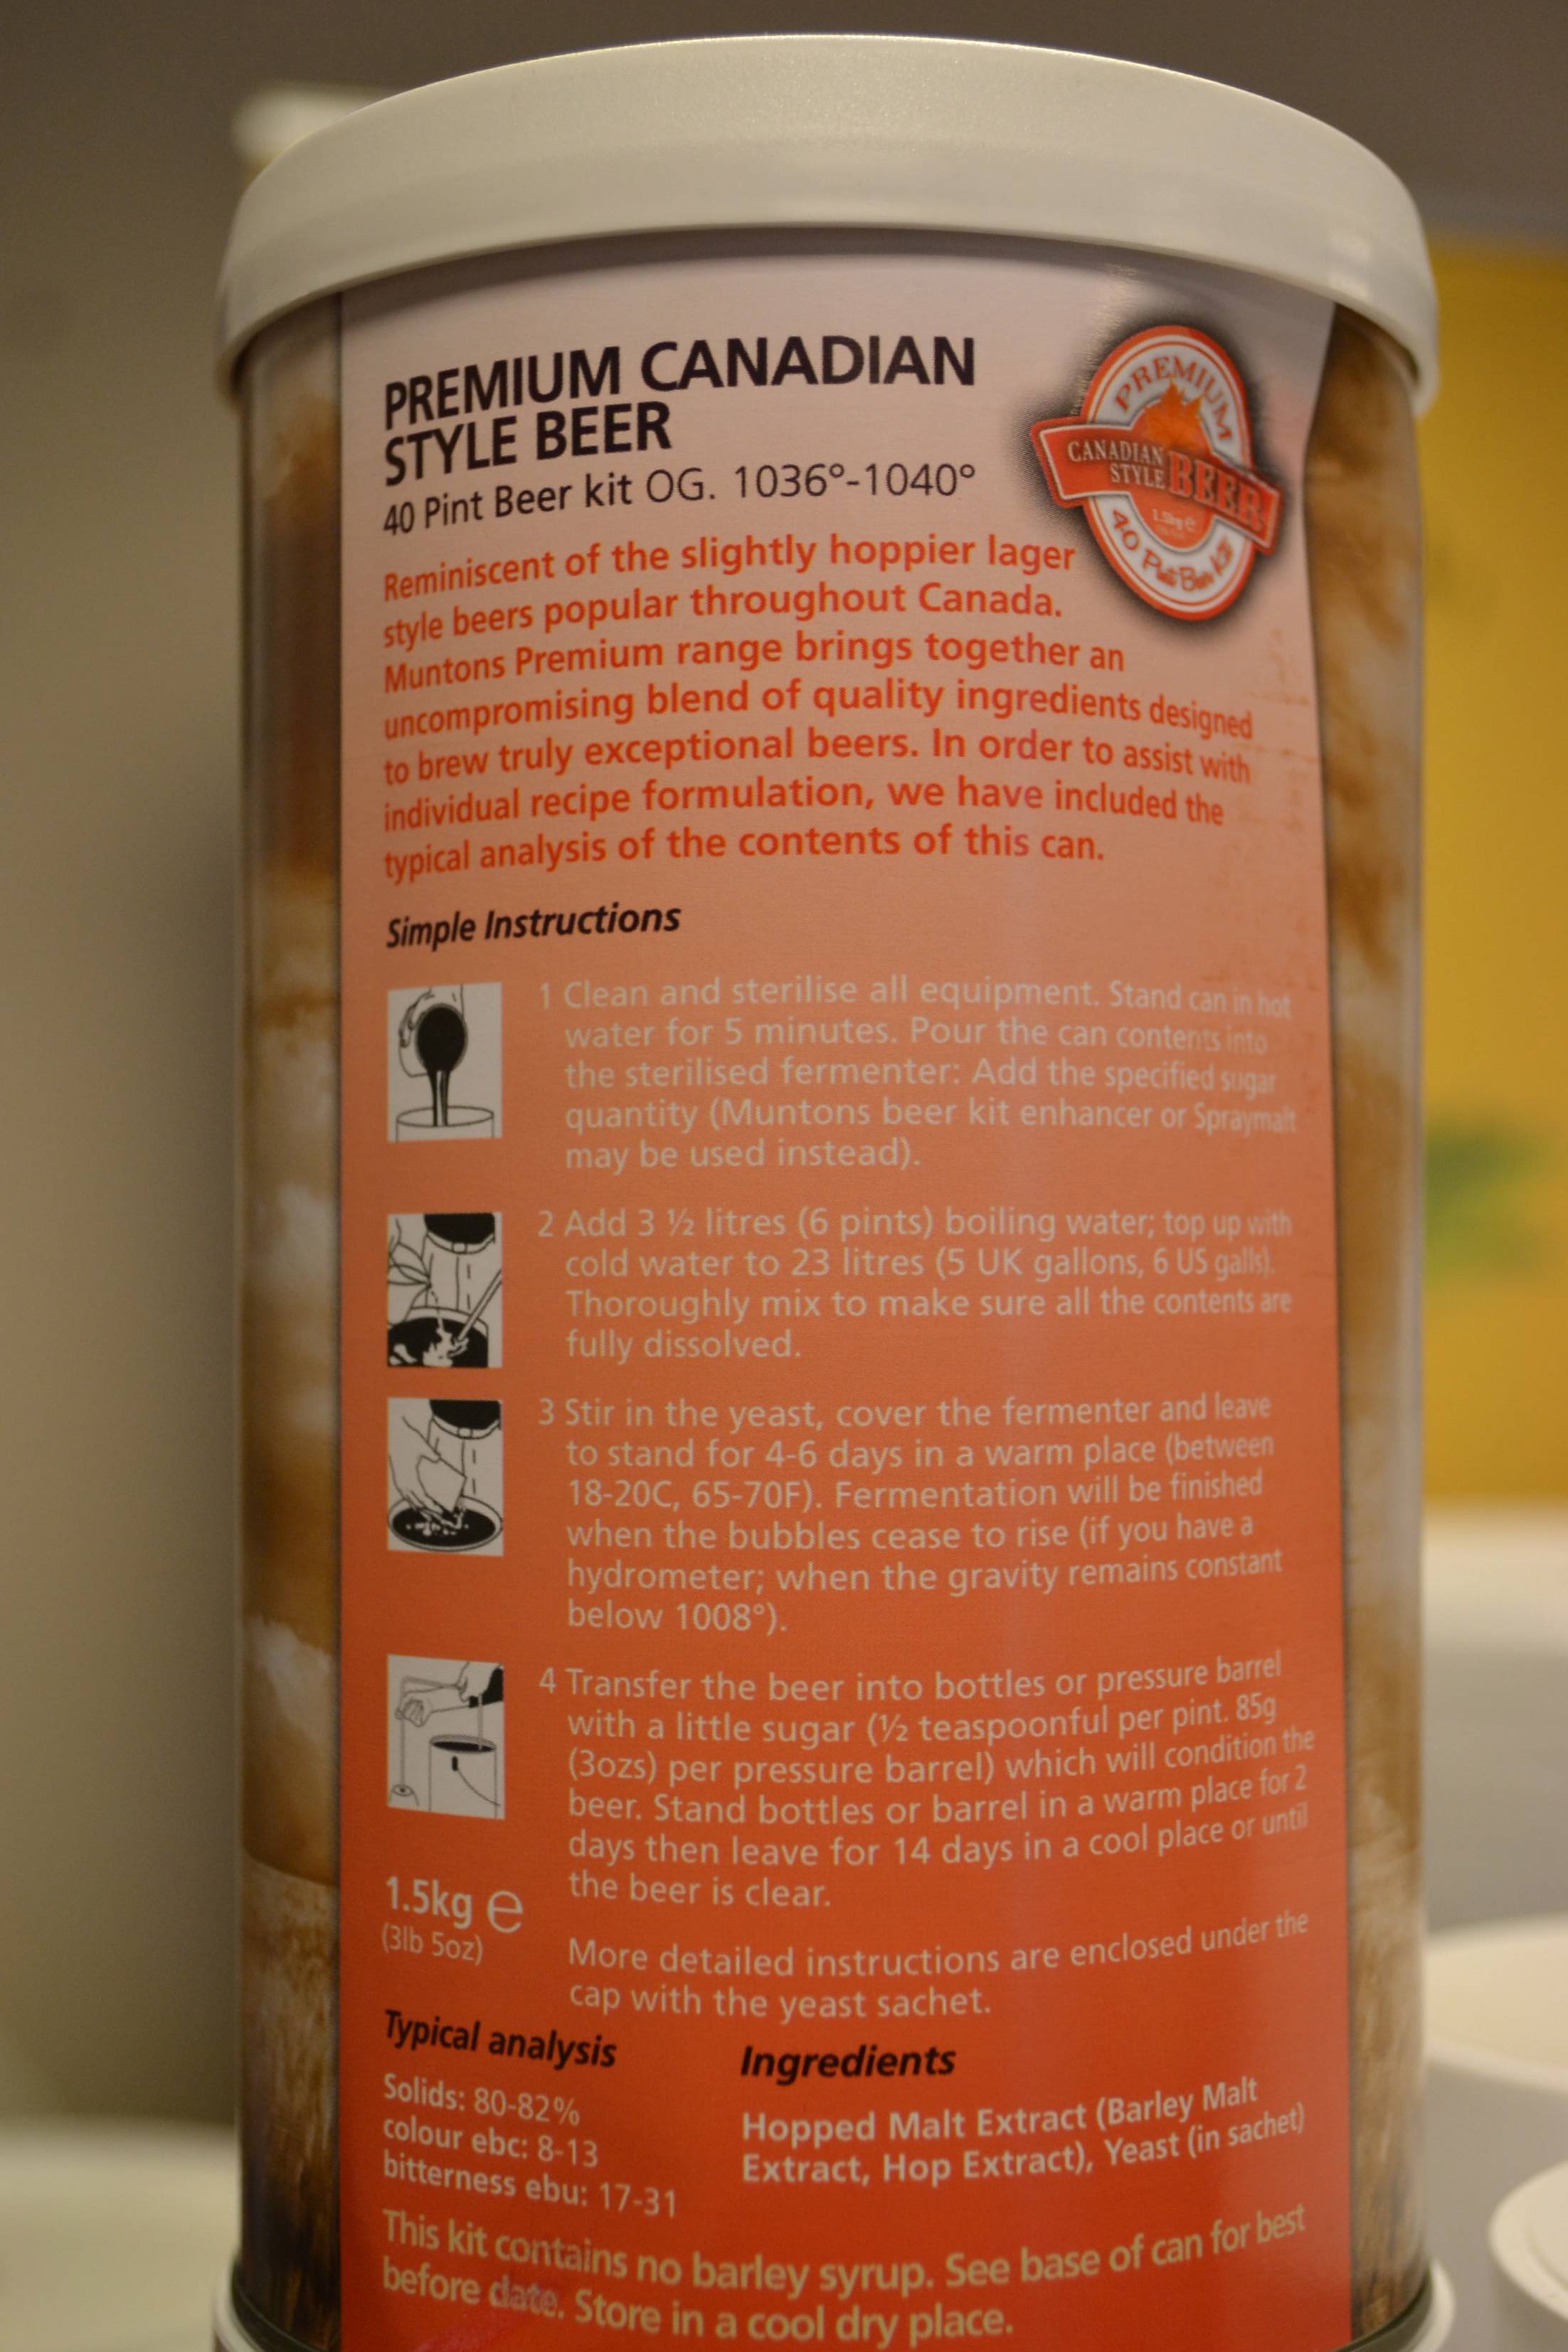 PREMIUM CANADIAN
STYLE BEER
40 Pint Beer kit OG. 1036°-1040°
PREMIUM
CANADIAN
STYLE BEER
1.5kg e
40 Pint Beer Kit
Reminiscent of the slightly hoppier lager
style beers popular throughout Canada.
Muntons Premium range brings together an
uncompromising blend of quality ingredients designed
to brew truly exceptional beers. In order to assist with
individual recipe formulation, we have included the
typical analysis of the contents of this can.
Simple Instructions
1 Clean and sterilise all equipment. Stand can in hot
water for 5 minutes. Pour the can contents into
the sterilised fermenter: Add the specified sugar
quantity (Muntons beer kit enhancer or Spraymalt
may be used instead).
2 Add 3 ½ litres (6 pints) boiling water; top up with
cold water to 23 litres (5 UK gallons, 6 US galls).
Thoroughly mix to make sure all the contents are
fully dissolved.
3 Stir in the yeast, cover the fermenter and leave
to stand for 4-6 days in a warm place (between
18-20C, 65-70F). Fermentation will be finished
when the bubbles cease to rise (if you have a
hydrometer; when the gravity remains constant
below 1008°).
4 Transfer the beer into bottles or pressure barrel
with a little sugar (½ teaspoonful per pint. 85g
(3ozs) per pressure barrel) which will condition the
beer. Stand bottles or barrel in a warm place for 2
days then leave for 14 days in a cool place or until
the beer is clear.
1.5kg e
(3lb 5oz)
More detailed instructions are enclosed under the
cap with the yeast sachet.
Typical analysis
Solids: 80-82%
colour ebc: 8-13
bitterness ebu: 17-31
Ingredients
Hopped Malt Extract (Barley Malt
Extract, Hop Extract), Yeast (in sachet)
This kit contains no barley syrup. See base of can for best
before date. Store in a cool dry place.